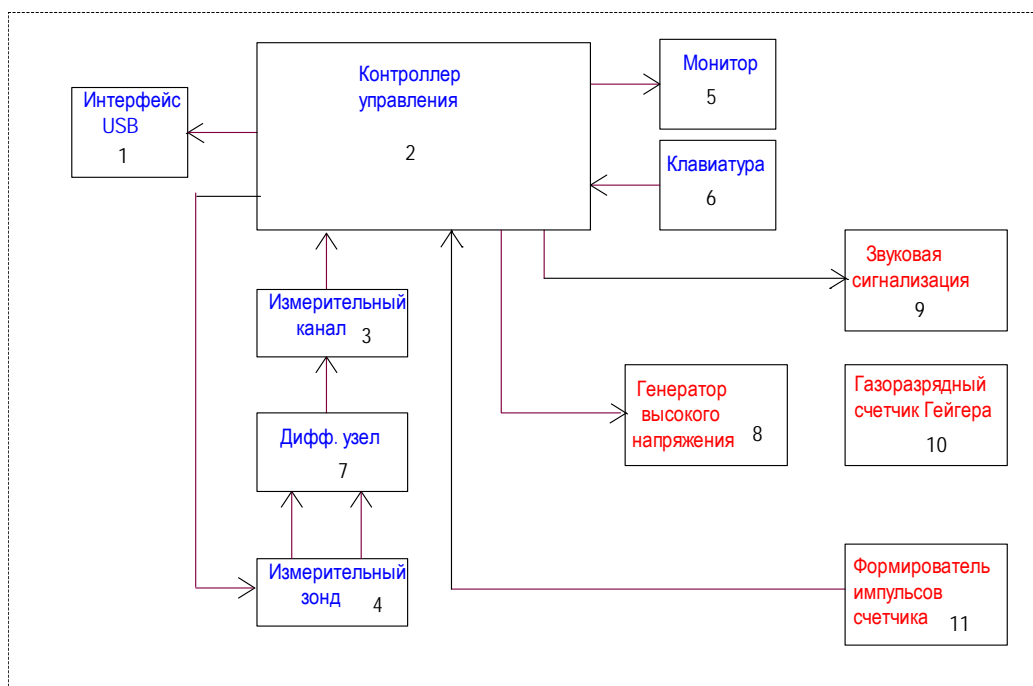 Контроллер
управления
2
Монитор
5
Интерфейс
USB
1
Клавиатура
6
Звуковая
сигнализация
9
Измерительный
канал 3
Генератор
высокого
напряжения 8
Газоразрядный
счетчик Гейгера
10
Дифф. узел
7
Измерительный
зонд 4
Формирователь
импульсов
счетчика 11